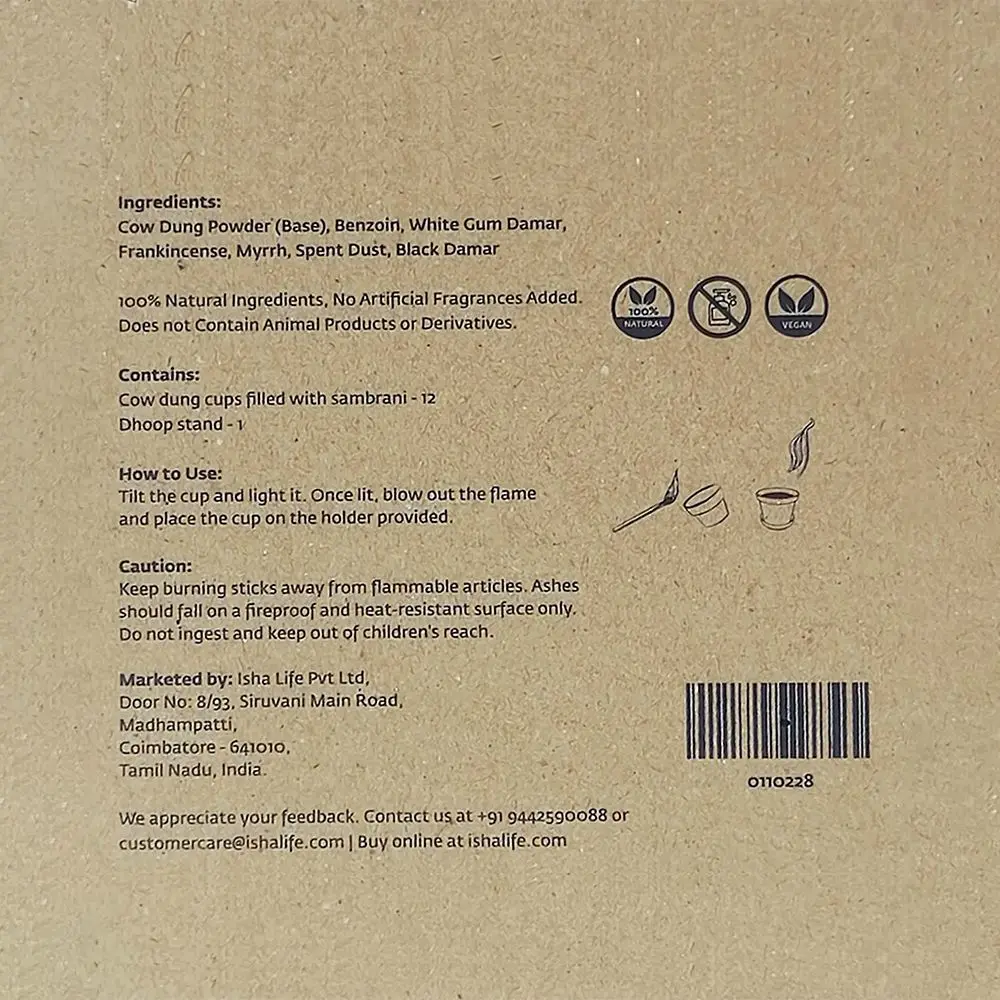 Ingredients:
Cow Dung Powder (Base), Benzoin, White Gum Damar,
Frankincense, Myrrh, Spent Dust, Black Damar
100% Natural Ingredients, No Artificial Fragrances Added.
Does not Contain Animal Products or Derivatives.
100%
NATURAL
VEGAN
Contains:
Cow dung cups filled with sambrani - 12
Dhoop stand - 1
How to Use:
Tilt the cup and light it. Once lit, blow out the flame
and place the cup on the holder provided.
Caution:
Keep burning sticks away from flammable articles. Ashes
should fall on a fireproof and heat-resistant surface only.
Do not ingest and keep out of children's reach.
Marketed by: Isha Life Pvt Ltd,
Door No: 8/93, Siruvani Main Road,
Madhampatti,
Coimbatore - 641010,
Tamil Nadu, India.
0110228
We appreciate your feedback. Contact us at +91 9442590088 or
customercare@ishalife.com | Buy online at ishalife.com